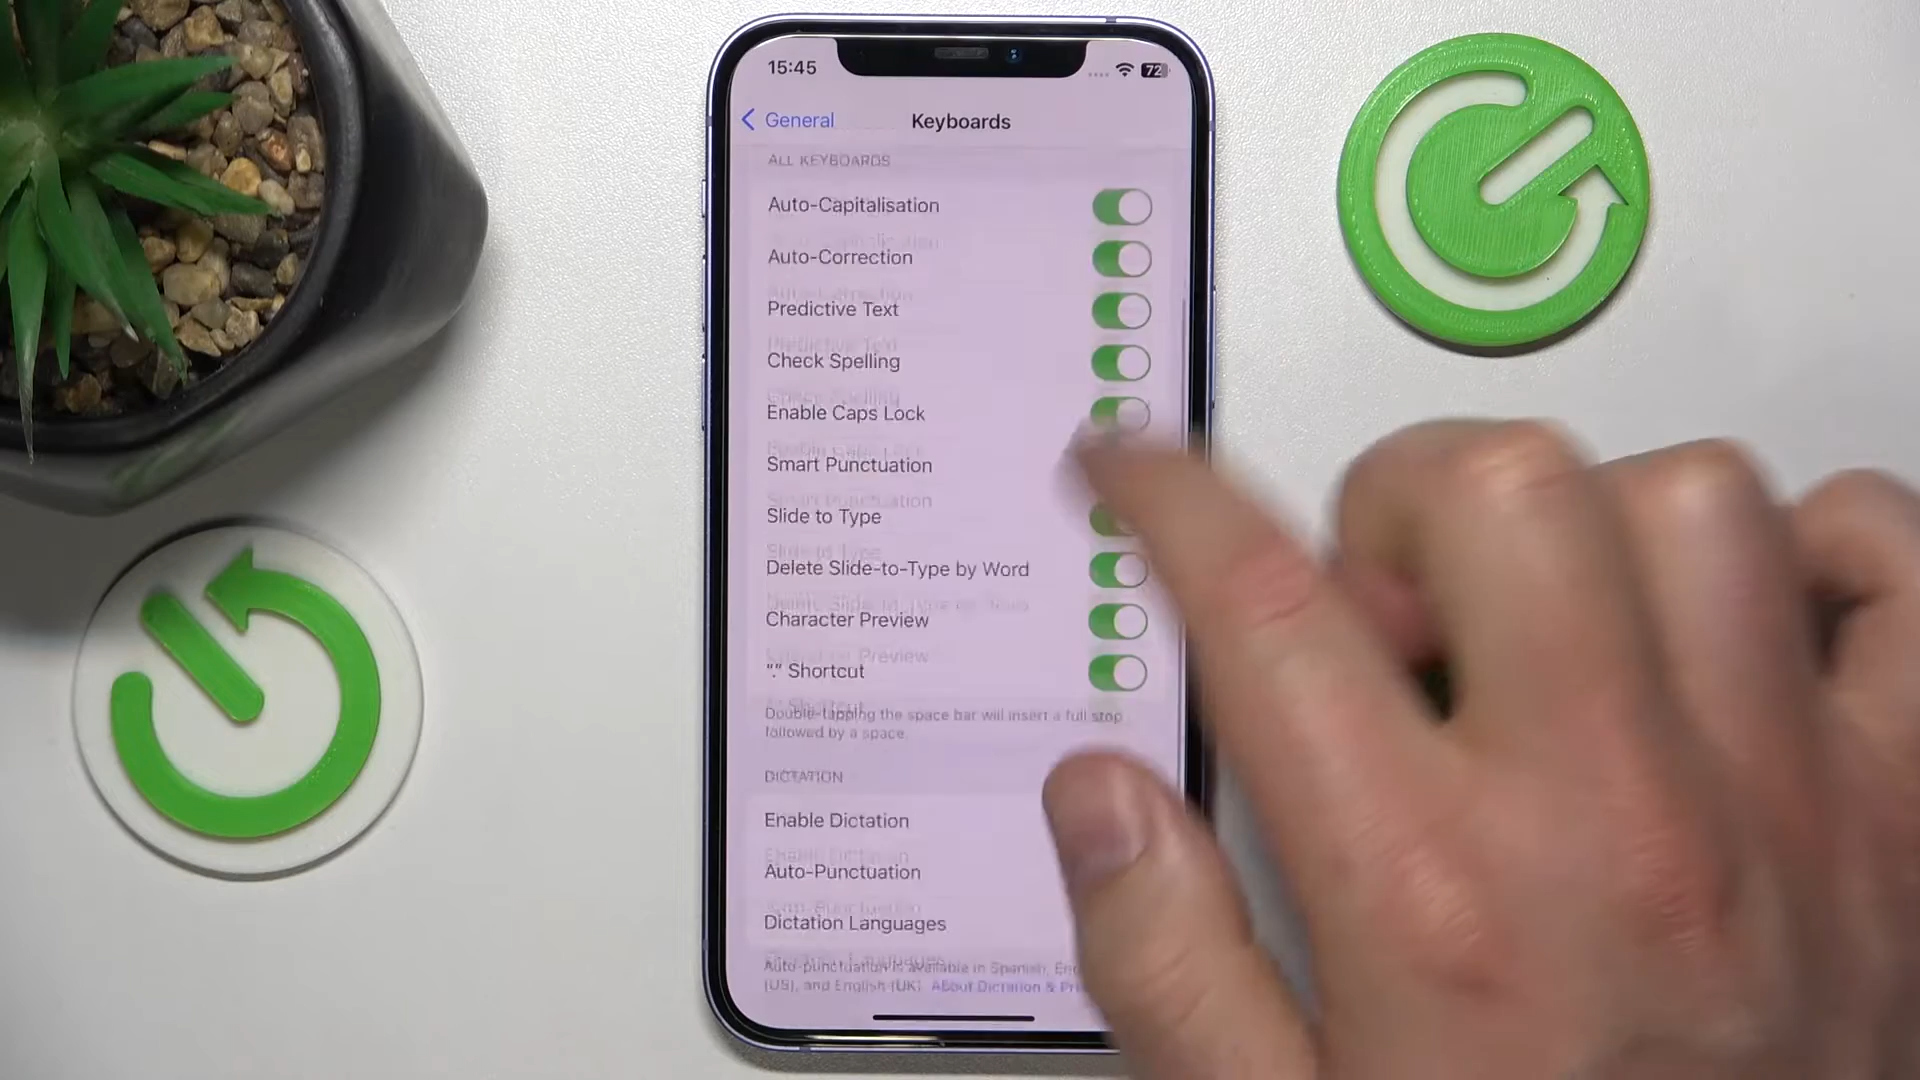 15:45
72
General
Keyboards
ALL KEYBOARDS
Auto-Capitalisation
Auto-Correction
Predictive Text
Check Spelling
Enable Caps Lock
Smart Punctuation
Slide to Type
Delete Slide-to-Type by Word
Character Preview
"." Shortcut
Double-tapping the space bar will insert a full stop
followed by a space.
DICTATION
Enable Dictation
Auto-Punctuation
Dictation Languages
Auto-punctuation is available in Spanish,
(US), and English (UK). About Dictation &